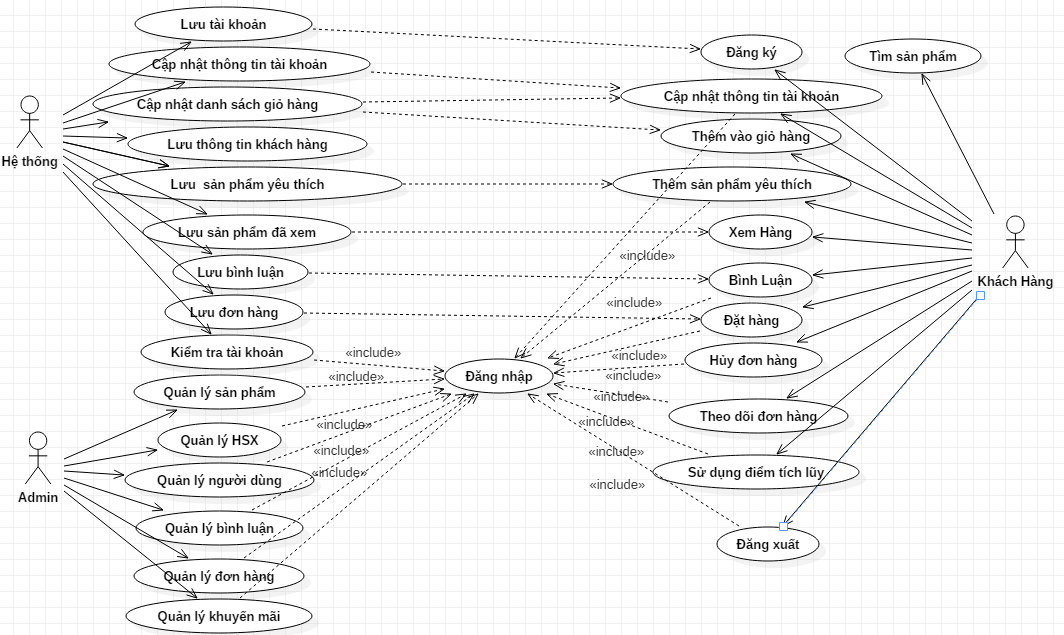 Lưu tài khoản
Đăng ký
Tìm sản phẩm
Cập nhật thông tin tài khoản
Cập nhật thông tin tài khoản
Cập nhật danh sách giỏ hàng
Thêm vào giỏ hàng
Lưu thông tin khách hàng
Hệ thống
Lưu  sản phẩm yêu thích
Thêm sản phẩm yêu thích
Lưu sản phẩm đã xem
Xem Hàng
«include»
Lưu bình luận
Bình Luận
Khách Hàng
«include»
Lưu đơn hàng
Đặt hàng
Kiểm tra tài khoản
«include»
«include»
Hủy đơn hàng
«include»
Đăng nhập
«include»
Quản lý sản phẩm
«include»
Theo dõi đơn hàng
«include»
«include»
Quản lý HSX
«include»
«include»
Sử dụng điểm tích lũy
«include»
Quản lý người dùng
«include»
Admin
Quản lý bình luận
Đăng xuất
Quản lý đơn hàng
Quản lý khuyến mãi